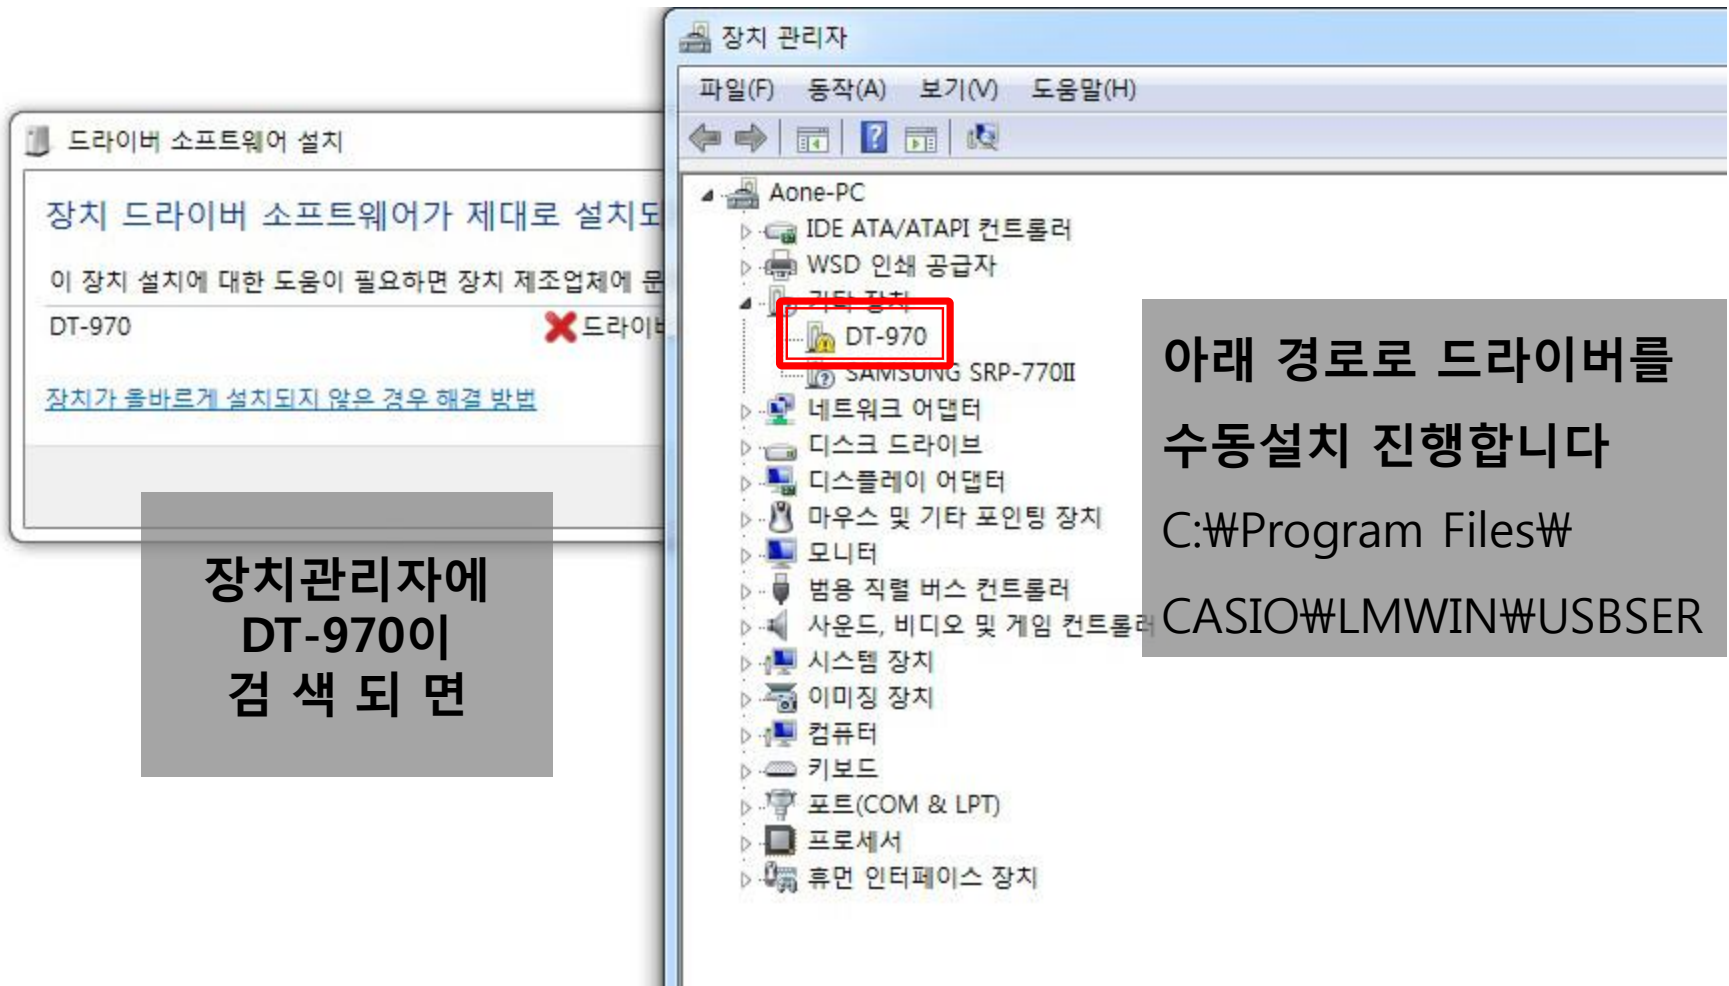 드라이버 소프트웨어 설치
장치 드라이버 소프트웨어가 제대로 설치되
이 장치 설치에 대한 도움이 필요하면 장치 제조업체에 문
DT-970 드라이버
장치가 올바르게 설치되지 않은 경우 해결 방법
장치관리자에
DT-970이
검 색 되 면
장치 관리자
파일(F) 동작(A) 보기(V) 도움말(H)
Aone-PC
IDE ATA/ATAPI 컨트롤러
WSD 인쇄 공급자
기타 장치
DT-970
SAMSUNG SRP-770II
네트워크 어댑터
디스크 드라이브
디스플레이 어댑터
마우스 및 기타 포인팅 장치
모니터
범용 직렬 버스 컨트롤러
사운드, 비디오 및 게임 컨트롤러
시스템 장치
이미징 장치
컴퓨터
키보드
포트(COM & LPT)
프로세서
휴먼 인터페이스 장치
아래 경로로 드라이버를
수동설치 진행합니다
C:₩Program Files₩
CASIO₩LMWIN₩USBSER